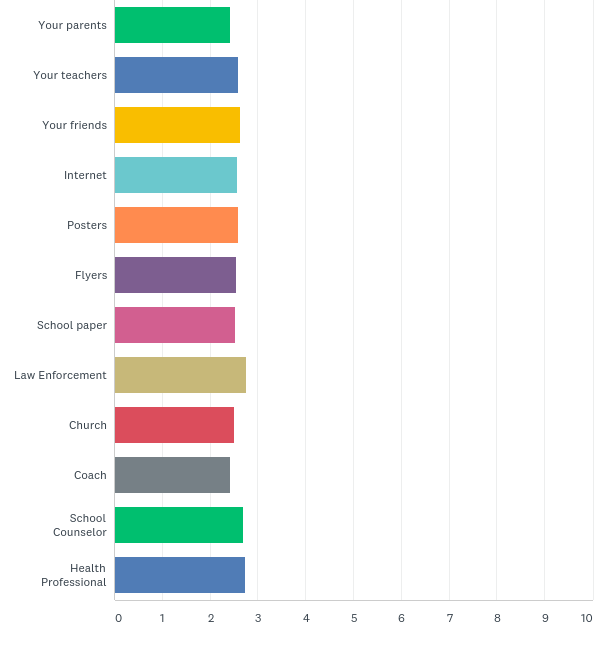 Your parents
Your teachers
Your friends
Internet
Posters
Flyers
School paper
Law Enforcement
Church
Coach
School
Counselor
Health
Professional
0 1 2 3 4 5 6 7 8 9 10